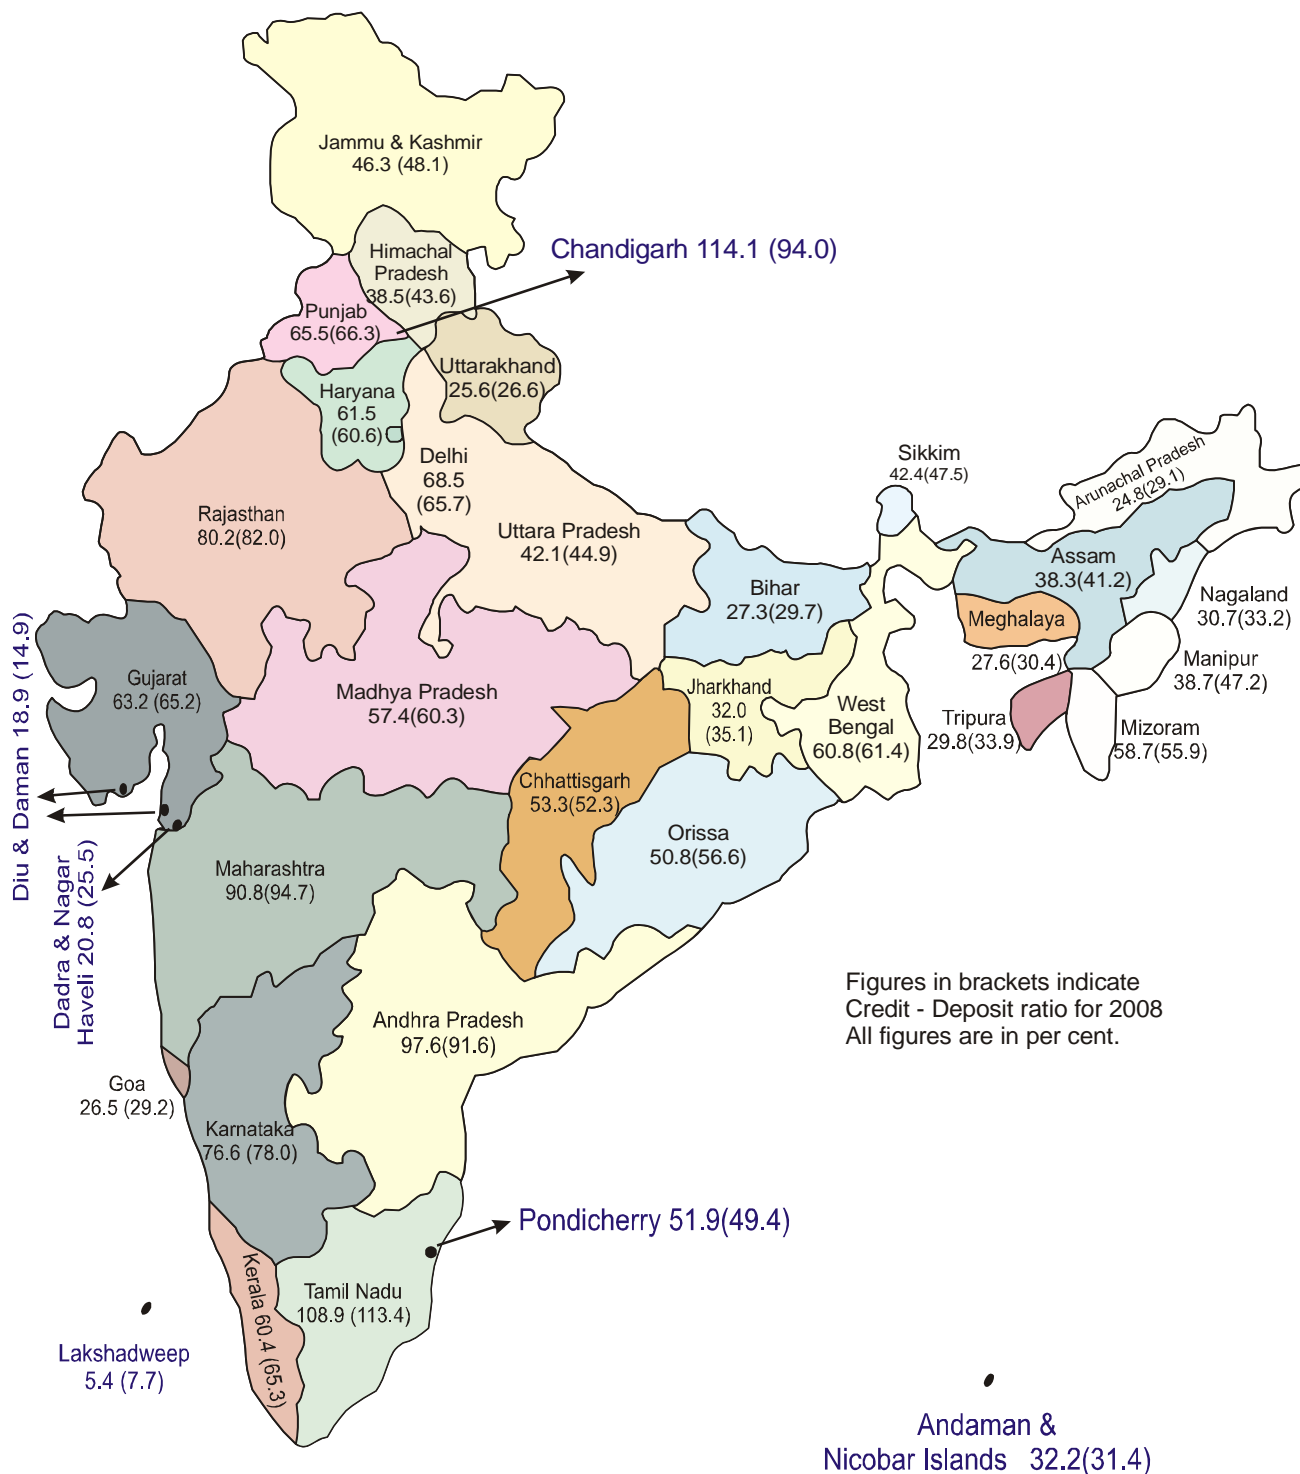 Jammu & Kashmir
46.3 (48.1)
Himachal
Pradesh
38.5(43.6)
Chandigarh 114.1 (94.0)
Punjab
65.5(66.3)
Uttarakhand
25.6(26.6)
Haryana
61.5
(60.6)
Delhi
68.5
(65.7)
Sikkim
42.4(47.5)
Arunachal Pradesh
24.8(29.1)
Rajasthan
80.2(82.0)
Uttara Pradesh
42.1(44.9)
Bihar
27.3(29.7)
Assam
38.3(41.2)
Nagaland
30.7(33.2)
Meghalaya
27.6(30.4)
Manipur
38.7(47.2)
Gujarat
63.2 (65.2)
Madhya Pradesh
57.4(60.3)
Jharkhand
32.0
(35.1)
West
Bengal
60.8(61.4)
Tripura
29.8(33.9)
Mizoram
58.7(55.9)
Diu & Daman 18.9 (14.9)
Chhattisgarh
53.3(52.3)
Orissa
50.8(56.6)
Maharashtra
90.8(94.7)
Dadra & Nagar
Haveli 20.8 (25.5)
Figures in brackets indicate
Credit - Deposit ratio for 2008
All figures are in per cent.
Andhra Pradesh
97.6(91.6)
Goa
26.5 (29.2)
Karnataka
76.6 (78.0)
Pondicherry 51.9(49.4)
Kerala 60.4 (65.3)
Tamil Nadu
108.9 (113.4)
Lakshadweep
5.4 (7.7)
Andaman &
Nicobar Islands 32.2(31.4)